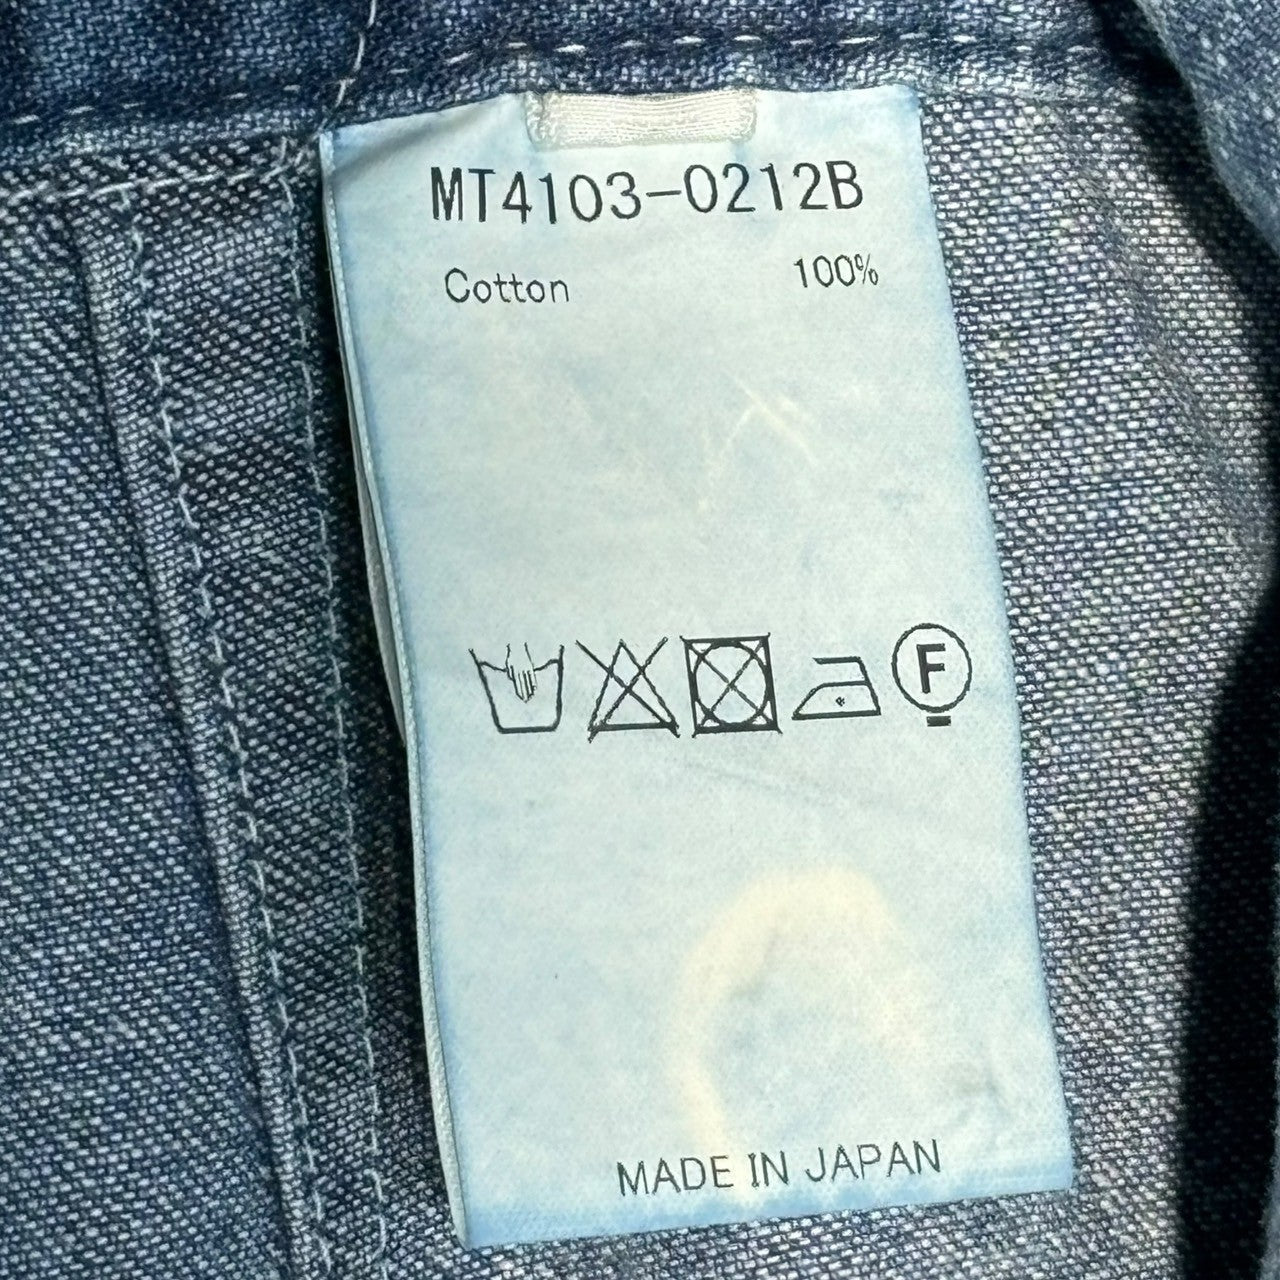 MT4103-0212B
Cotton 100%
F
MADE IN JAPAN